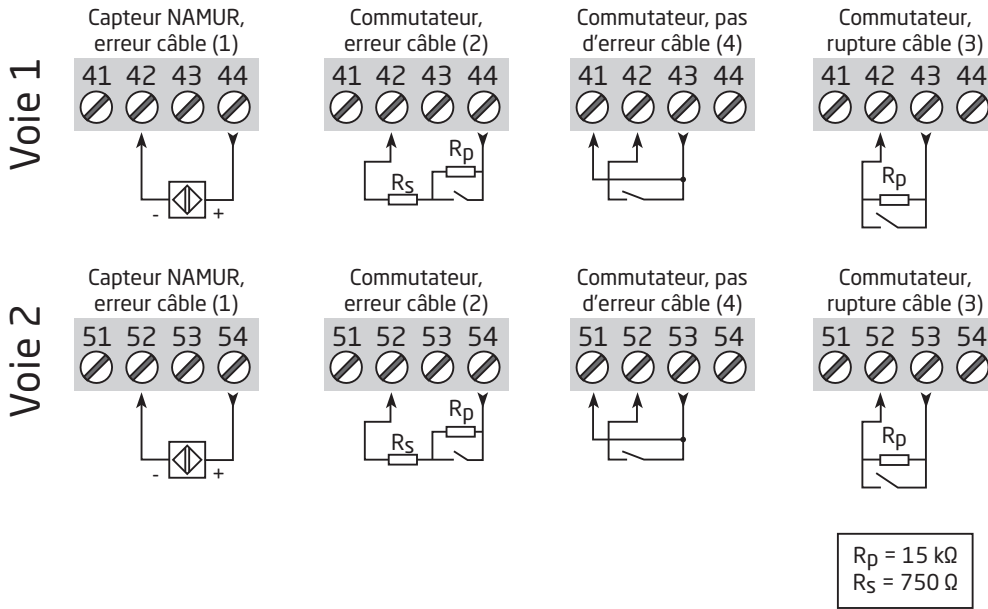 Voie 1
Capteur NAMUR,
erreur câble (1)
41 42 43 44
- +
Commutateur,
erreur câble (2)
41 42 43 44
Rp
Rs
Commutateur, pas
d'erreur câble (4)
41 42 43 44
Commutateur,
rupture câble (3)
41 42 43 44
Rp
Voie 2
Capteur NAMUR,
erreur câble (1)
51 52 53 54
- +
Commutateur,
erreur câble (2)
51 52 53 54
Rp
Rs
Commutateur, pas
d'erreur câble (4)
51 52 53 54
Commutateur,
rupture câble (3)
51 52 53 54
Rp
Rp = 15 kΩ
Rs = 750 Ω